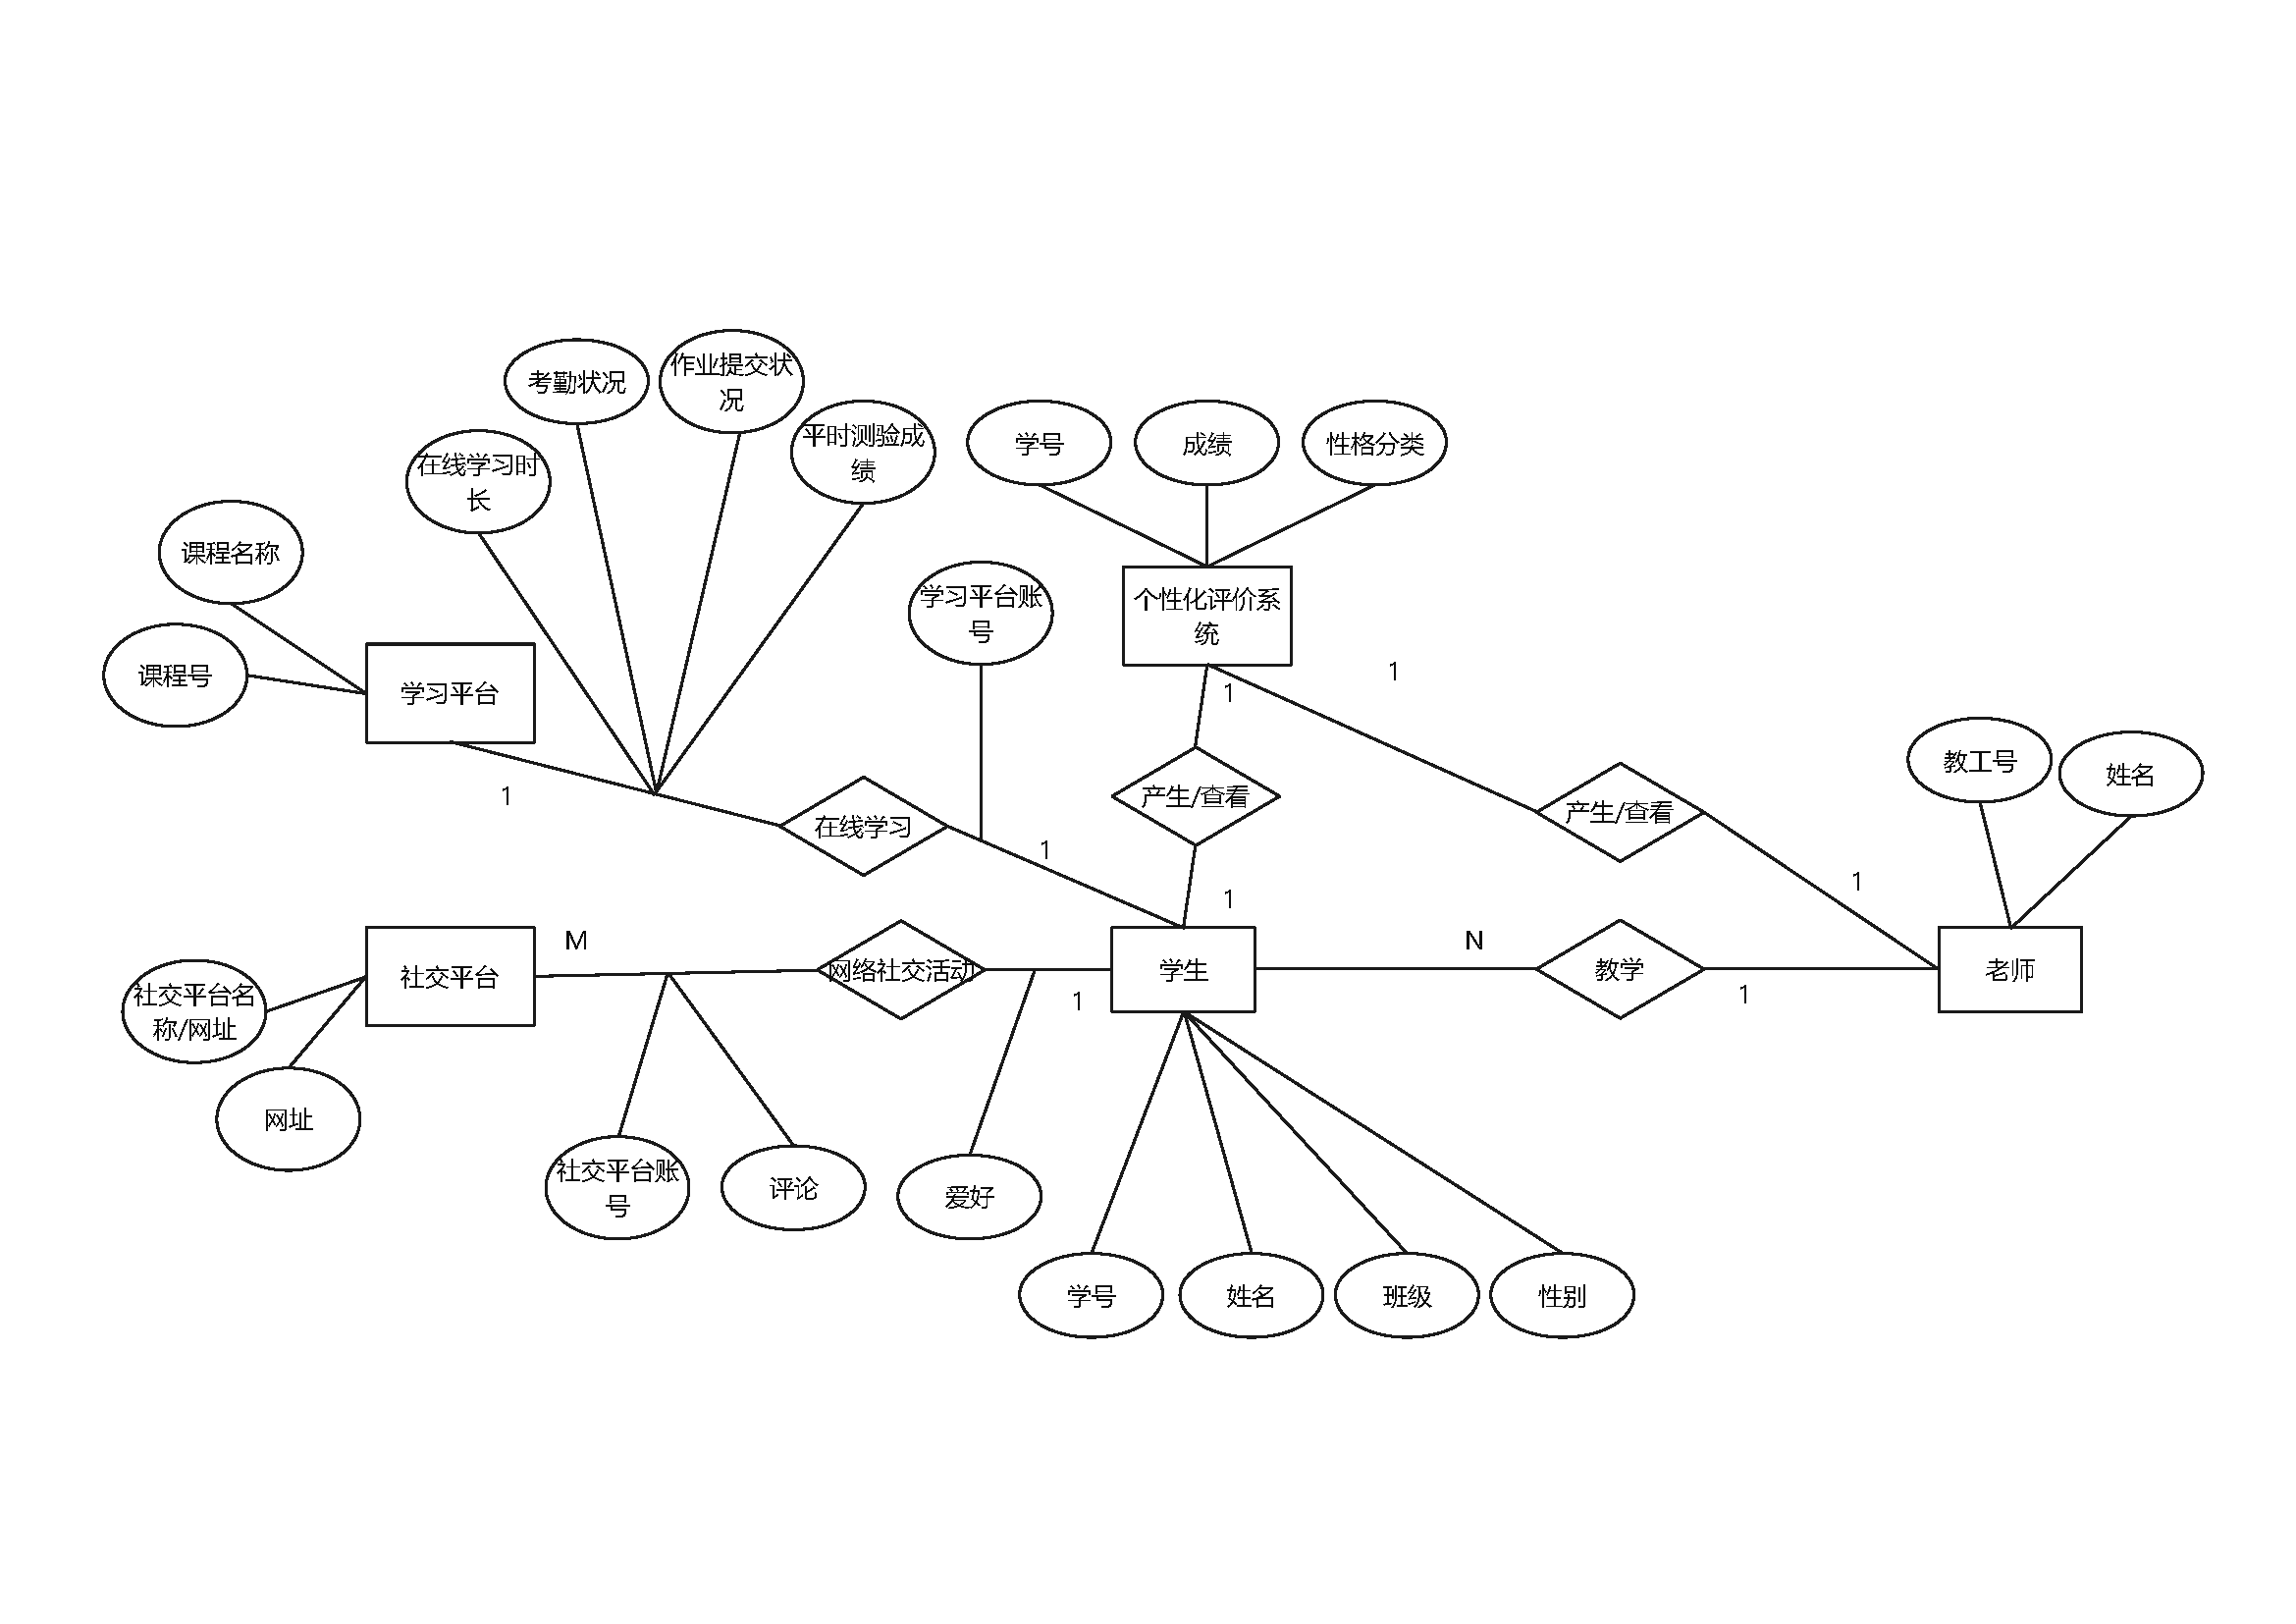 作业提交状
况
考勤状况
平时测验成
绩
在线学习时
长
学号
成绩
性格分类
课程名称
学习平台账
号
个性化评价系
统
课程号
学习平台
1
1
教工号
姓名
1
产生/查看
产生/查看
在线学习
1
1
1
M
N
社交平台
网络社交活动
学生
教学
老师
社交平台名
称/网址
1
1
网址
社交平台账
号
评论
爱好
学号
姓名
班级
性别